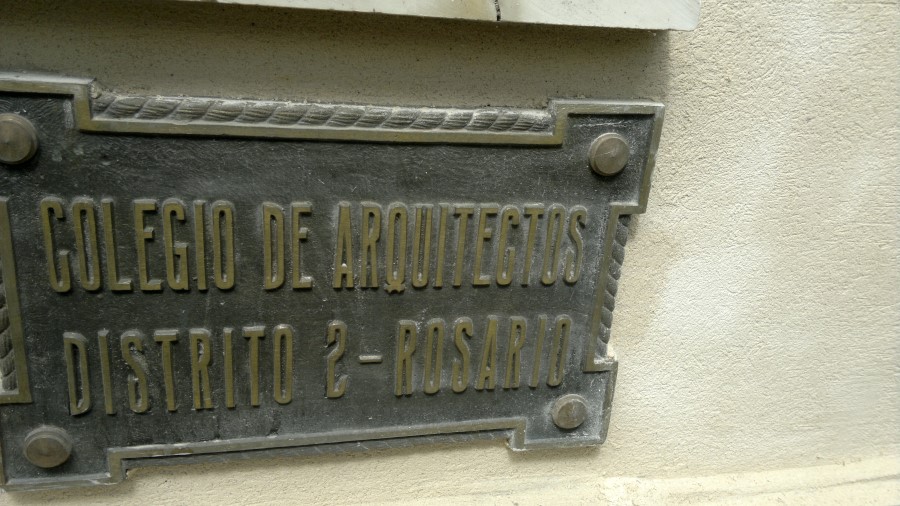 COLEGIO DE ARQUITECTOS
DISTRITO 2 - ROSARIO